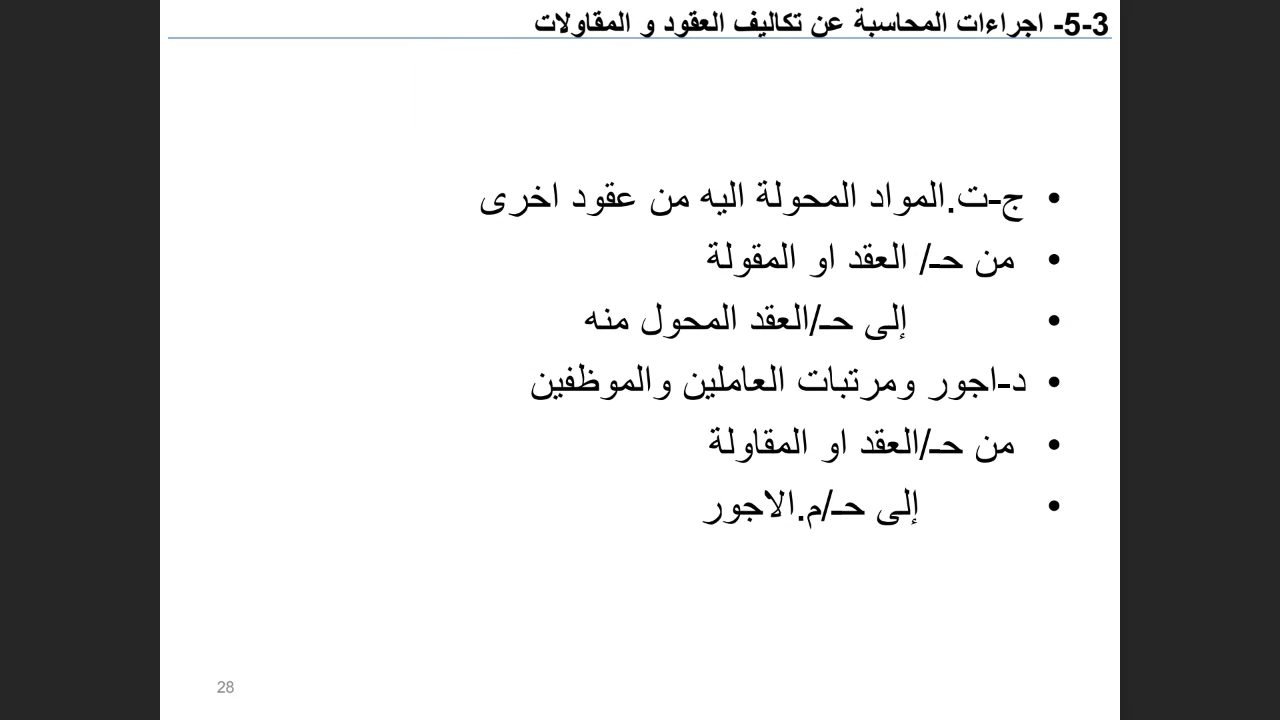 3-5- اجراءات المحاسبة عن تكاليف العقود و المقاولات
• ج-ت.المواد المحولة اليه من عقود اخرى
• من حـ/ العقد او المقولة
• إلى حـ/العقد المحول منه
• د-اجور ومرتبات العاملين والموظفين
• من حـ/العقد او المقاولة
• إلى حـ/م.الاجور
28